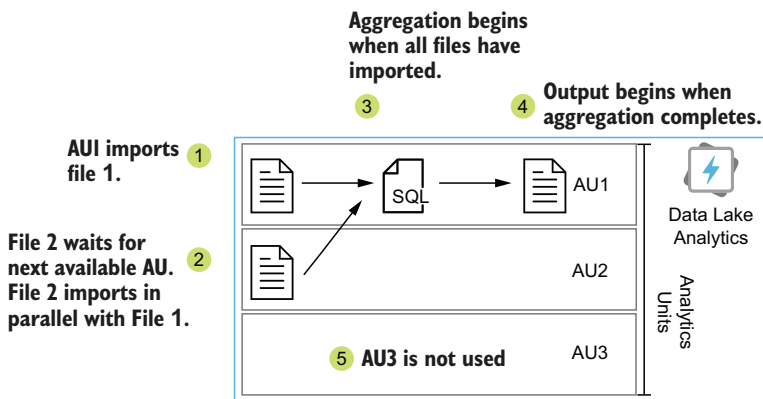 Aggregation begins
when all files have
imported.
3
4
Output begins when
aggregation completes.
AUI imports
file 1.
1
SQL
AU1
Data Lake
Analytics
File 2 waits for
next available AU.
File 2 imports in
parallel with File 1.
2
AU2
Analytics
Units
5 AU3 is not used
AU3